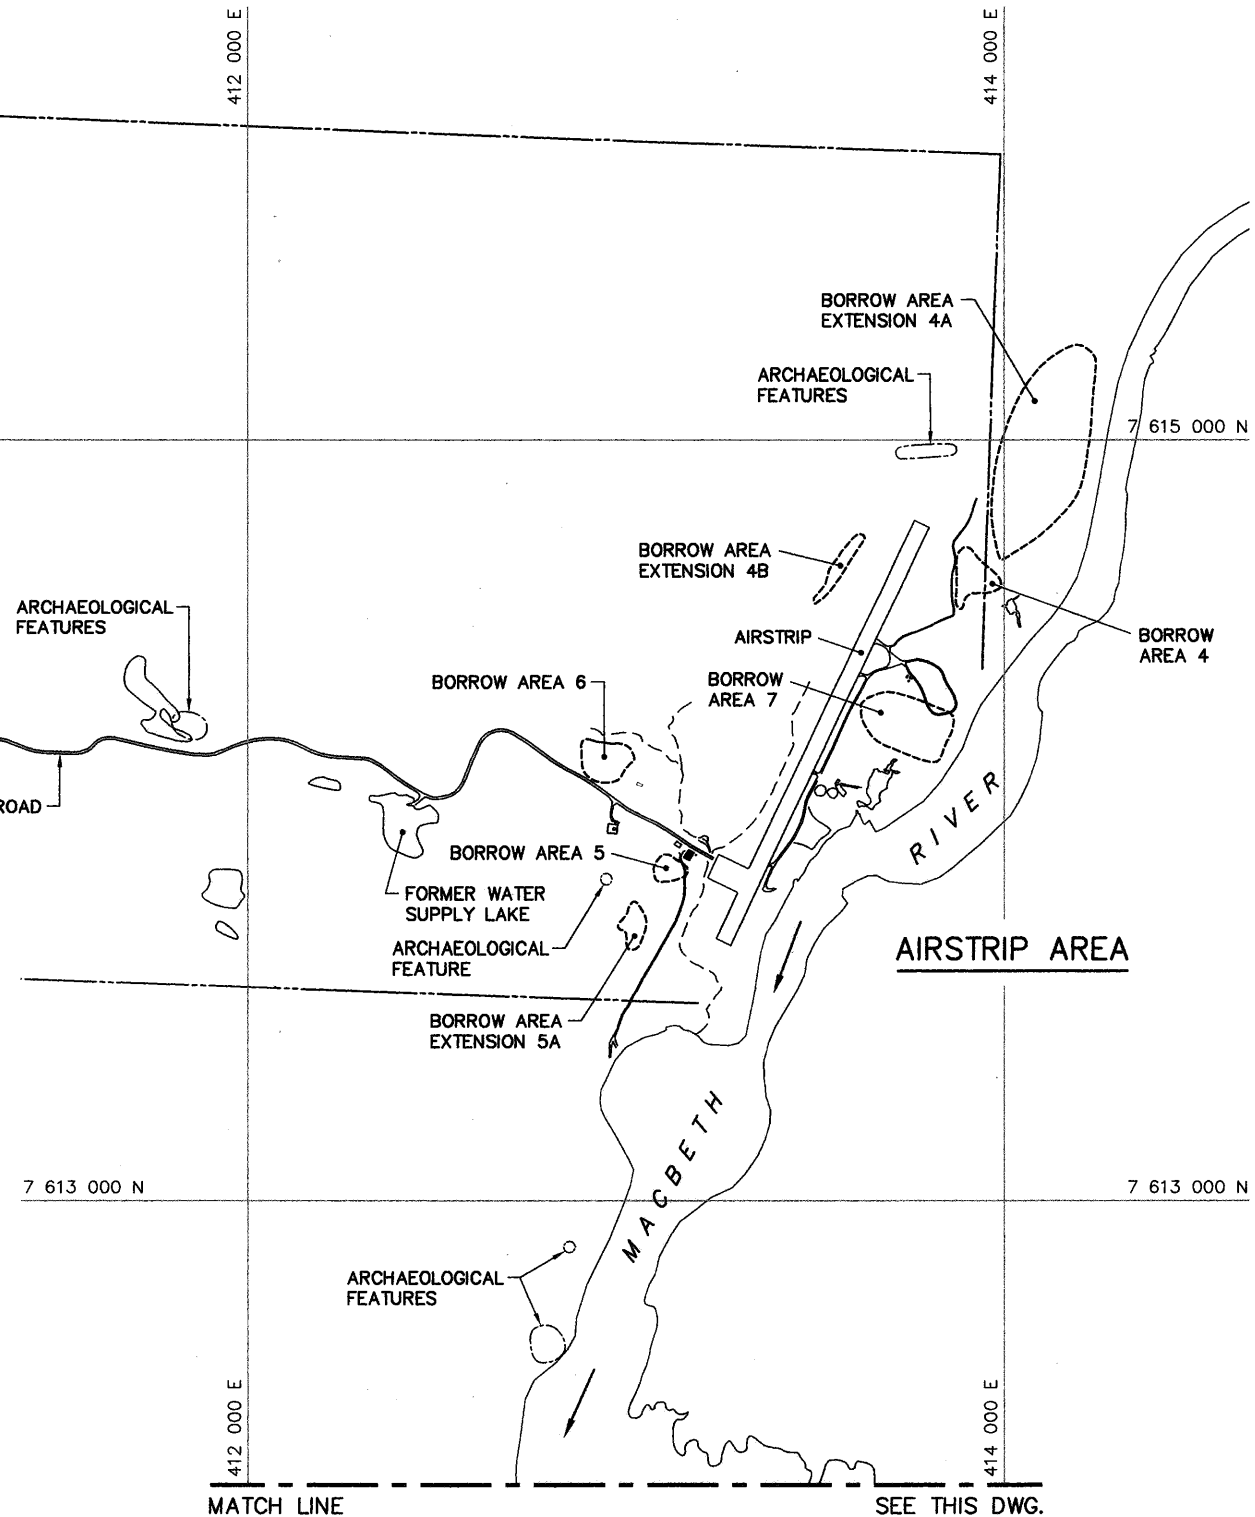 412 000 E
414 000 E
BORROW AREA
EXTENSION 4A
ARCHAEOLOGICAL
FEATURES
7 615 000 N
BORROW AREA
EXTENSION 4B
ARCHAEOLOGICAL
FEATURES
AIRSTRIP
BORROW
AREA 4
BORROW AREA 6
BORROW
AREA 7
ROAD
RIVER
BORROW AREA 5
FORMER WATER
SUPPLY LAKE
ARCHAEOLOGICAL
FEATURE
AIRSTRIP AREA
BORROW AREA
EXTENSION 5A
MACBETH
7 613 000 N
7 613 000 N
ARCHAEOLOGICAL
FEATURES
412 000 E
414 000 E
MATCH LINE
SEE THIS DWG.